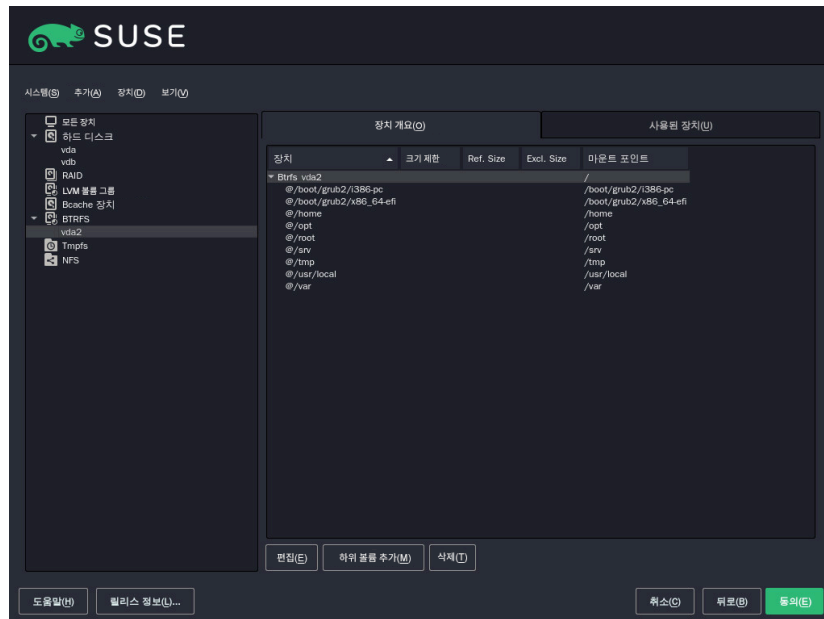 SUSE
시스템(S) 추가(A) 장치(D) 보기(V)
모든 장치
하드 디스크
vda
vdb
RAID
LVM 볼륨 그룹
Bcache 장치
BTRFS
vda2
Tmpfs
NFS
장치 개요(O) 사용된 장치(U)
장치 크기 제한 Ref. Size Excl. Size 마운트 포인트
Btrfs vda2 /
@/boot/grub2/i386-pc /boot/grub2/i386-pc
@/boot/grub2/x86_64-efi /boot/grub2/x86_64-efi
@/home /home
@/opt /opt
@/root /root
@/srv /srv
@/tmp /tmp
@/usr/local /usr/local
@/var /var
편집(E) 하위 볼륨 추가(M) 삭제(T)
도움말(H) 릴리스 정보(L)... 취소(C) 뒤로(B) 동의(E)